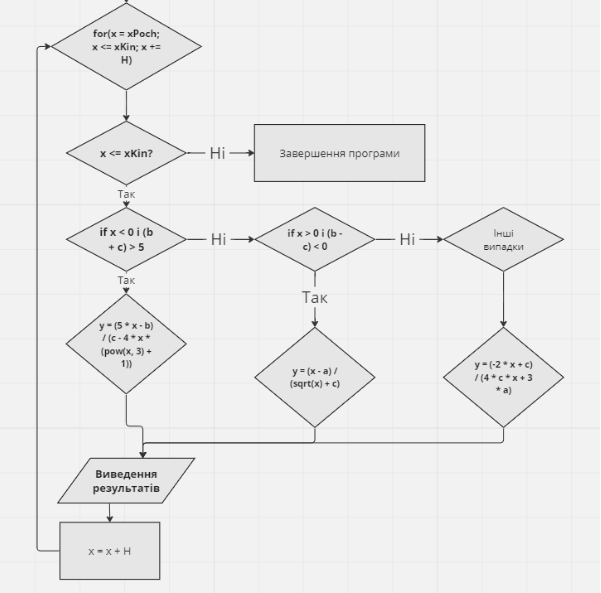 for(x = xPoch;
x <= xKin; x +=
H)
x <= xKin?
Ні
Завершення програми
Так
if x < 0 і (b
+ c) > 5
Ні
if x > 0 і (b -
c) < 0
Ні
Інші
випадки
Так
Так
y = (5 * x - b)
/ (c - 4 * x *
(pow(x, 3) +
1))
y = (x - a) /
(sqrt(x) + c)
y = (-2 * x + c)
/ (4 * c * x + 3
* a)
Виведення
результатів
x = x + H